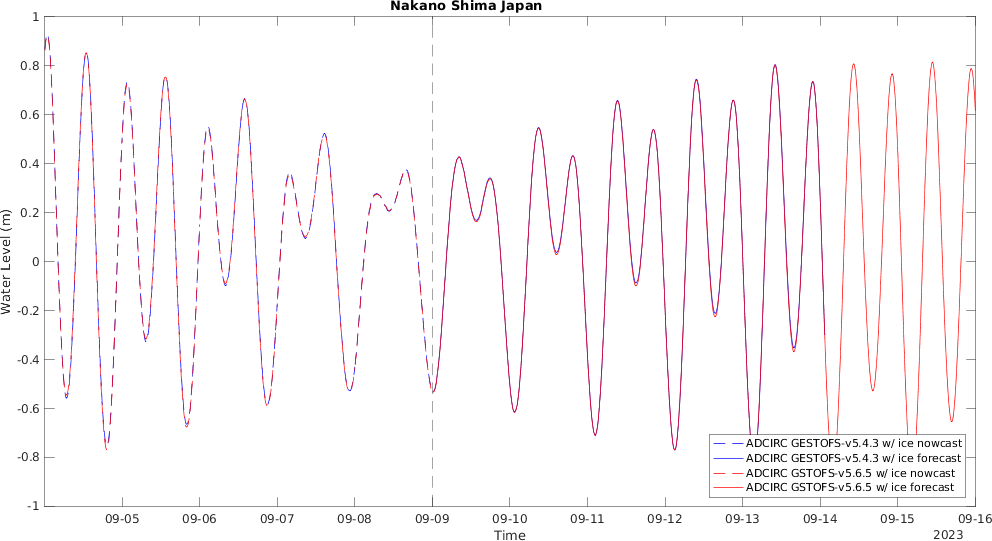 Nakano Shima Japan
1
0.8
0.6
0.4
0.2
0
-0.2
-0.4
-0.6
-0.8
-1
Water Level (m)
ADCIRC GESTOFS-v5.4.3 w/ ice nowcast
ADCIRC GESTOFS-v5.4.3 w/ ice forecast
ADCIRC GSTOFS-v5.6.5 w/ ice nowcast
ADCIRC GSTOFS-v5.6.5 w/ ice forecast
09-05 09-06 09-07 09-08 09-09 09-10 09-11 09-12 09-13 09-14 09-15 09-16
Time
2023